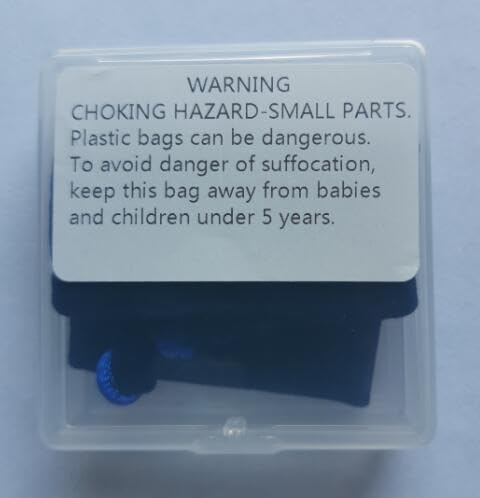 WARNING
CHOKING HAZARD-SMALL PARTS.
Plastic bags can be dangerous.
To avoid danger of suffocation,
keep this bag away from babies
and children under 5 years.